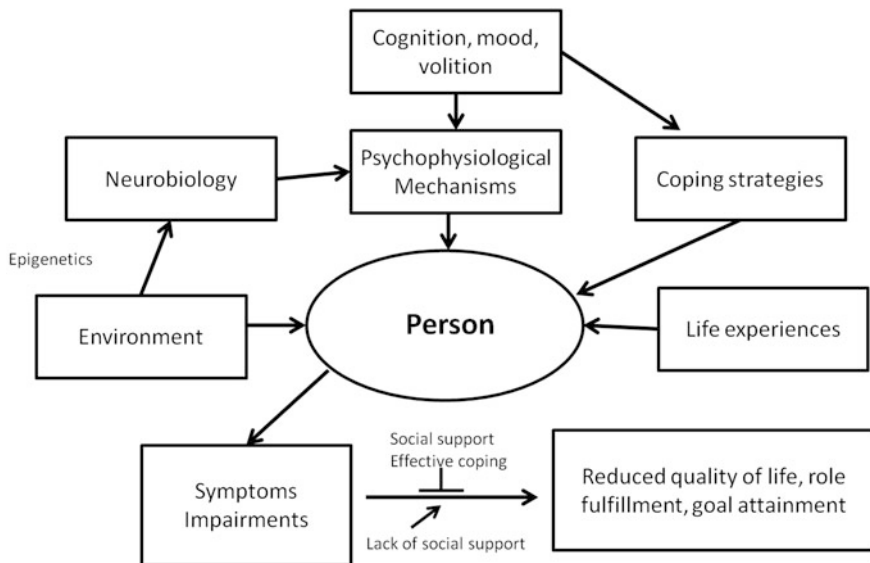 Cognition, mood,
volition
Neurobiology
Psychophysiological
Mechanisms
Coping strategies
Epigenetics
Environment
Person
Life experiences
Symptoms
Impairments
Social support
Effective coping
Lack of social support
Reduced quality of life, role
fulfillment, goal attainment